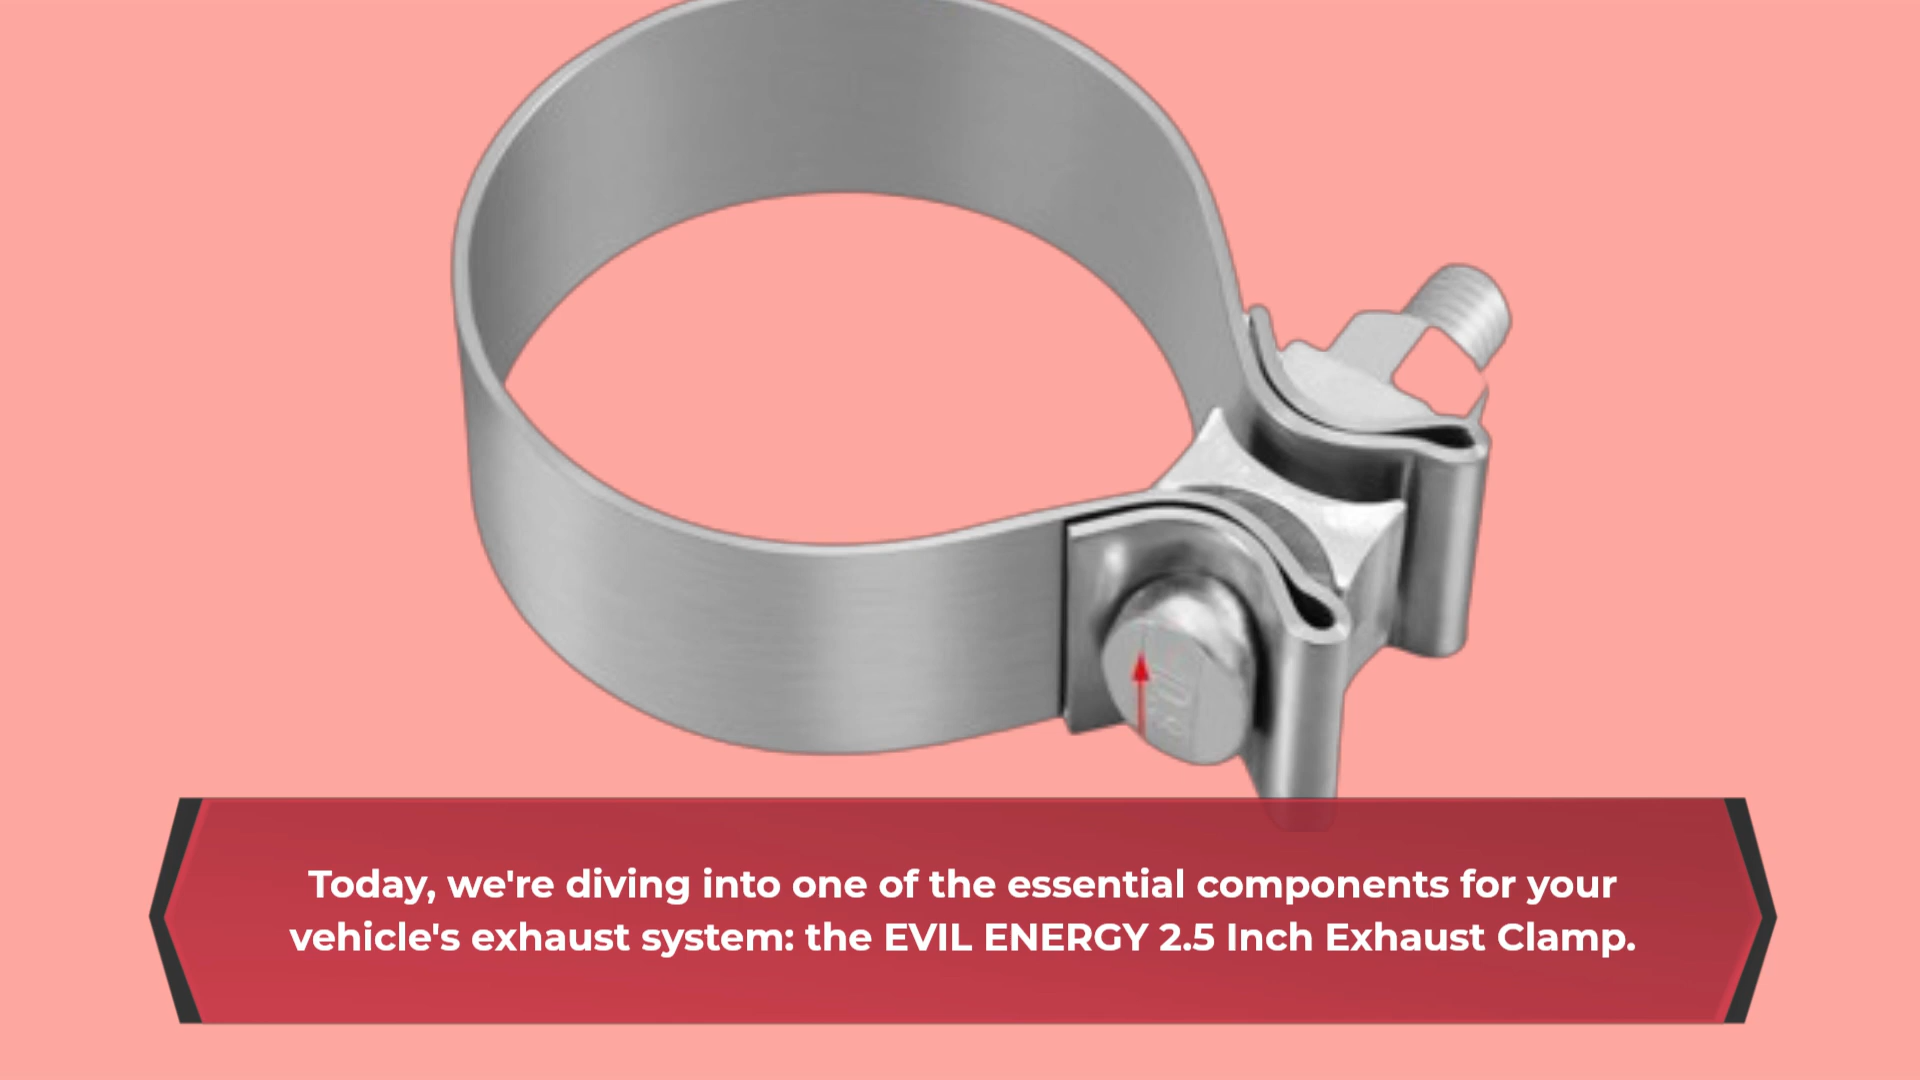 Today, we're diving into one of the essential components for your
vehicle's exhaust system: the EVIL ENERGY 2.5 Inch Exhaust Clamp.